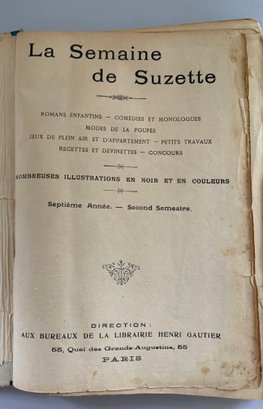 La Semaine
de Suzette
ROMANS ENFANTINS — COMÉDIES ET MONOLOGUES
MODES DE LA POUPÉE
JEUX DE PLEIN AIR ET D'APPARTEMENT — PETITS TRAVAUX
RECETTES ET DEVINETTES — CONCOURS
NOMBREUSES ILLUSTRATIONS EN NOIR ET EN COULEURS
Septième Année. — Second Semestre.
DIRECTION :
AUX BUREAUX DE LA LIBRAIRIE HENRI GAUTIER
55, Quai des Grands-Augustins, 55
PARIS